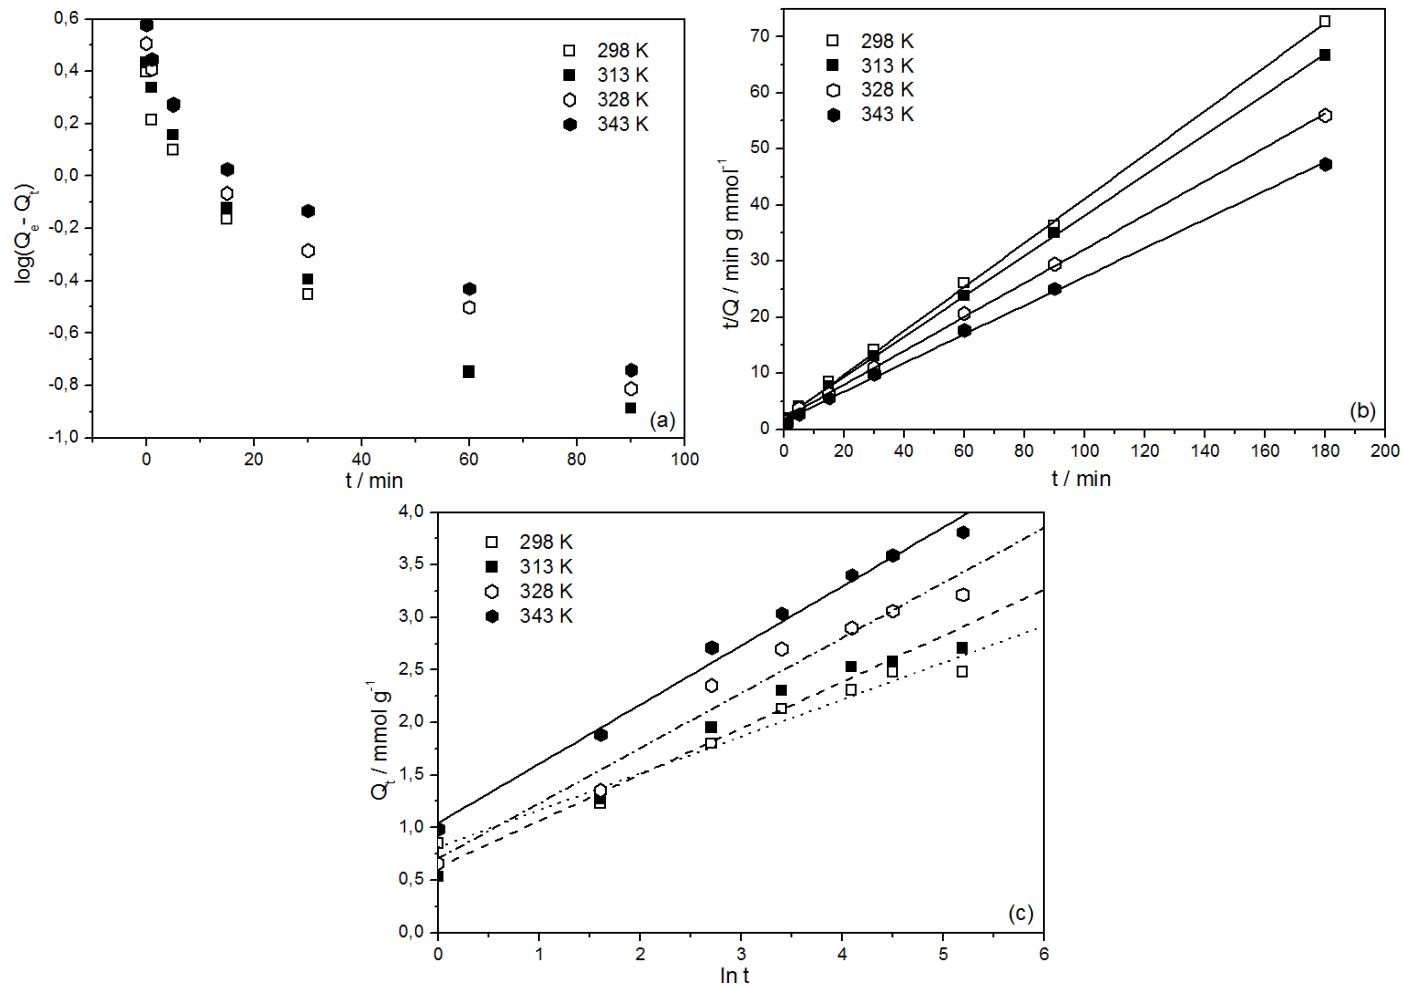 0,6
0,4
0,2
0,0
-0,2
-0,4
-0,6
-0,8
-1,0
log(Qe - Qt)
298 K
313 K
328 K
343 K
(a)
0 20 40 60 80 100
t / min
70
60
50
40
30
20
10
0
t/Q / min g mmol-1
298 K
313 K
328 K
343 K
(b)
0 20 40 60 80 100 120 140 160 180 200
t / min
4,0
3,5
3,0
2,5
2,0
1,5
1,0
0,5
0,0
Qt / mmol g-1
298 K
313 K
328 K
343 K
(c)
0 1 2 3 4 5 6
ln t